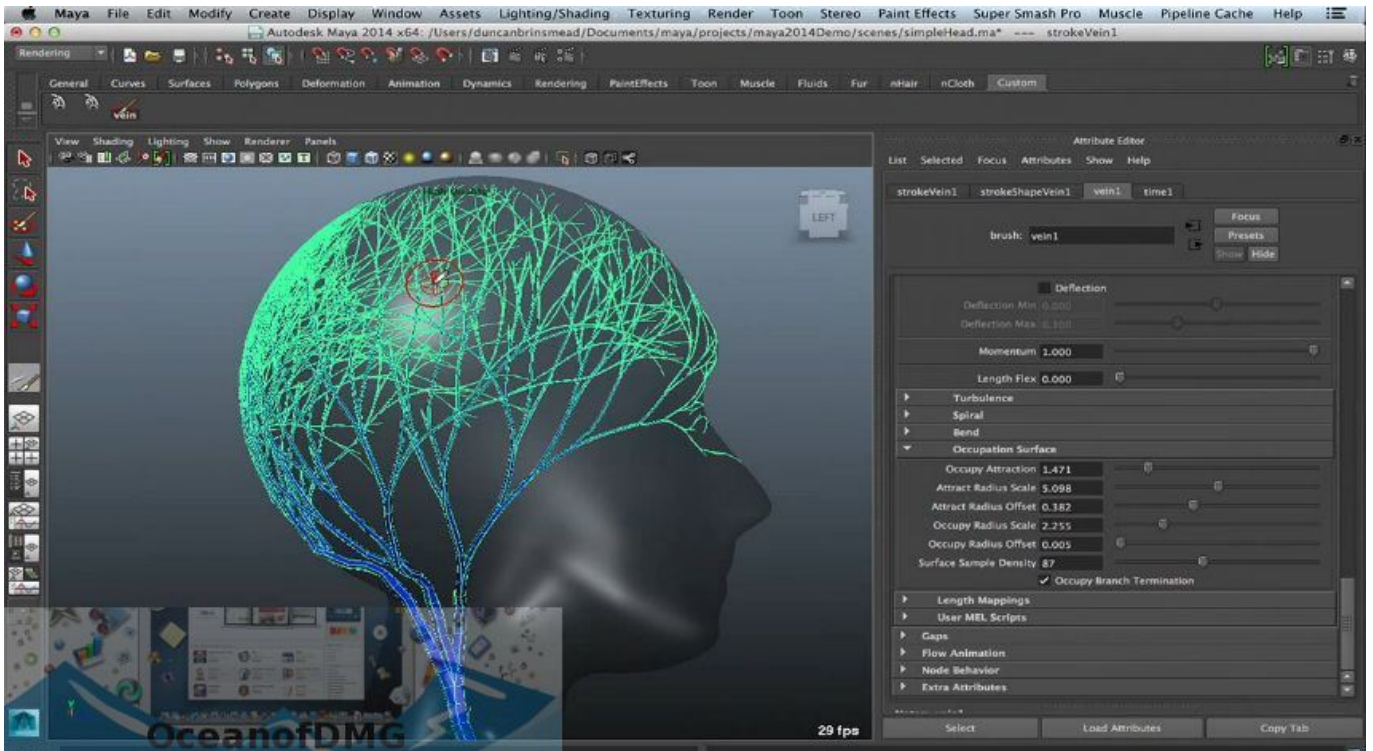 Maya File Edit Modify Create Display Window Assets Lighting/Shading Texturing Render Toon Stereo Paint Effects Super Smash Pro Muscle Pipeline Cache Help
Autodesk Maya 2014 x64: /Users/duncanbrinsmead/Documents/maya/projects/maya2014Demo/scenes/simpleHead.ma* --- strokeVein1
Rendering
General Curves Surfaces Polygons Deformation Animation Dynamics Rendering PaintEffects Toon Muscle Fluids Fur nHair nCloth Custom
vein
View Shading Lighting Show Renderer Panels
Attribute Editor
List Selected Focus Attributes Show Help
strokeVein1 strokeShapeVein1 vein1 time1
LEFT
Focus
brush: vein1
Presets
Show Hide
Deflection
Deflection Min 0.000
Deflection Max 0.100
Momentum 1.000
Length Flex 0.000
Turbulence
Spiral
Bend
Occupation Surface
Occupy Attraction 1.471
Attract Radius Scale 5.098
Attract Radius Offset 0.382
Occupy Radius Scale 2.255
Occupy Radius Offset 0.005
Surface Sample Density 87
Occupy Branch Termination
Length Mappings
User MEL Scripts
Gaps
Flow Animation
Node Behavior
Extra Attributes
OceanofDMG
29 fps
Select Load Attributes Copy Tab